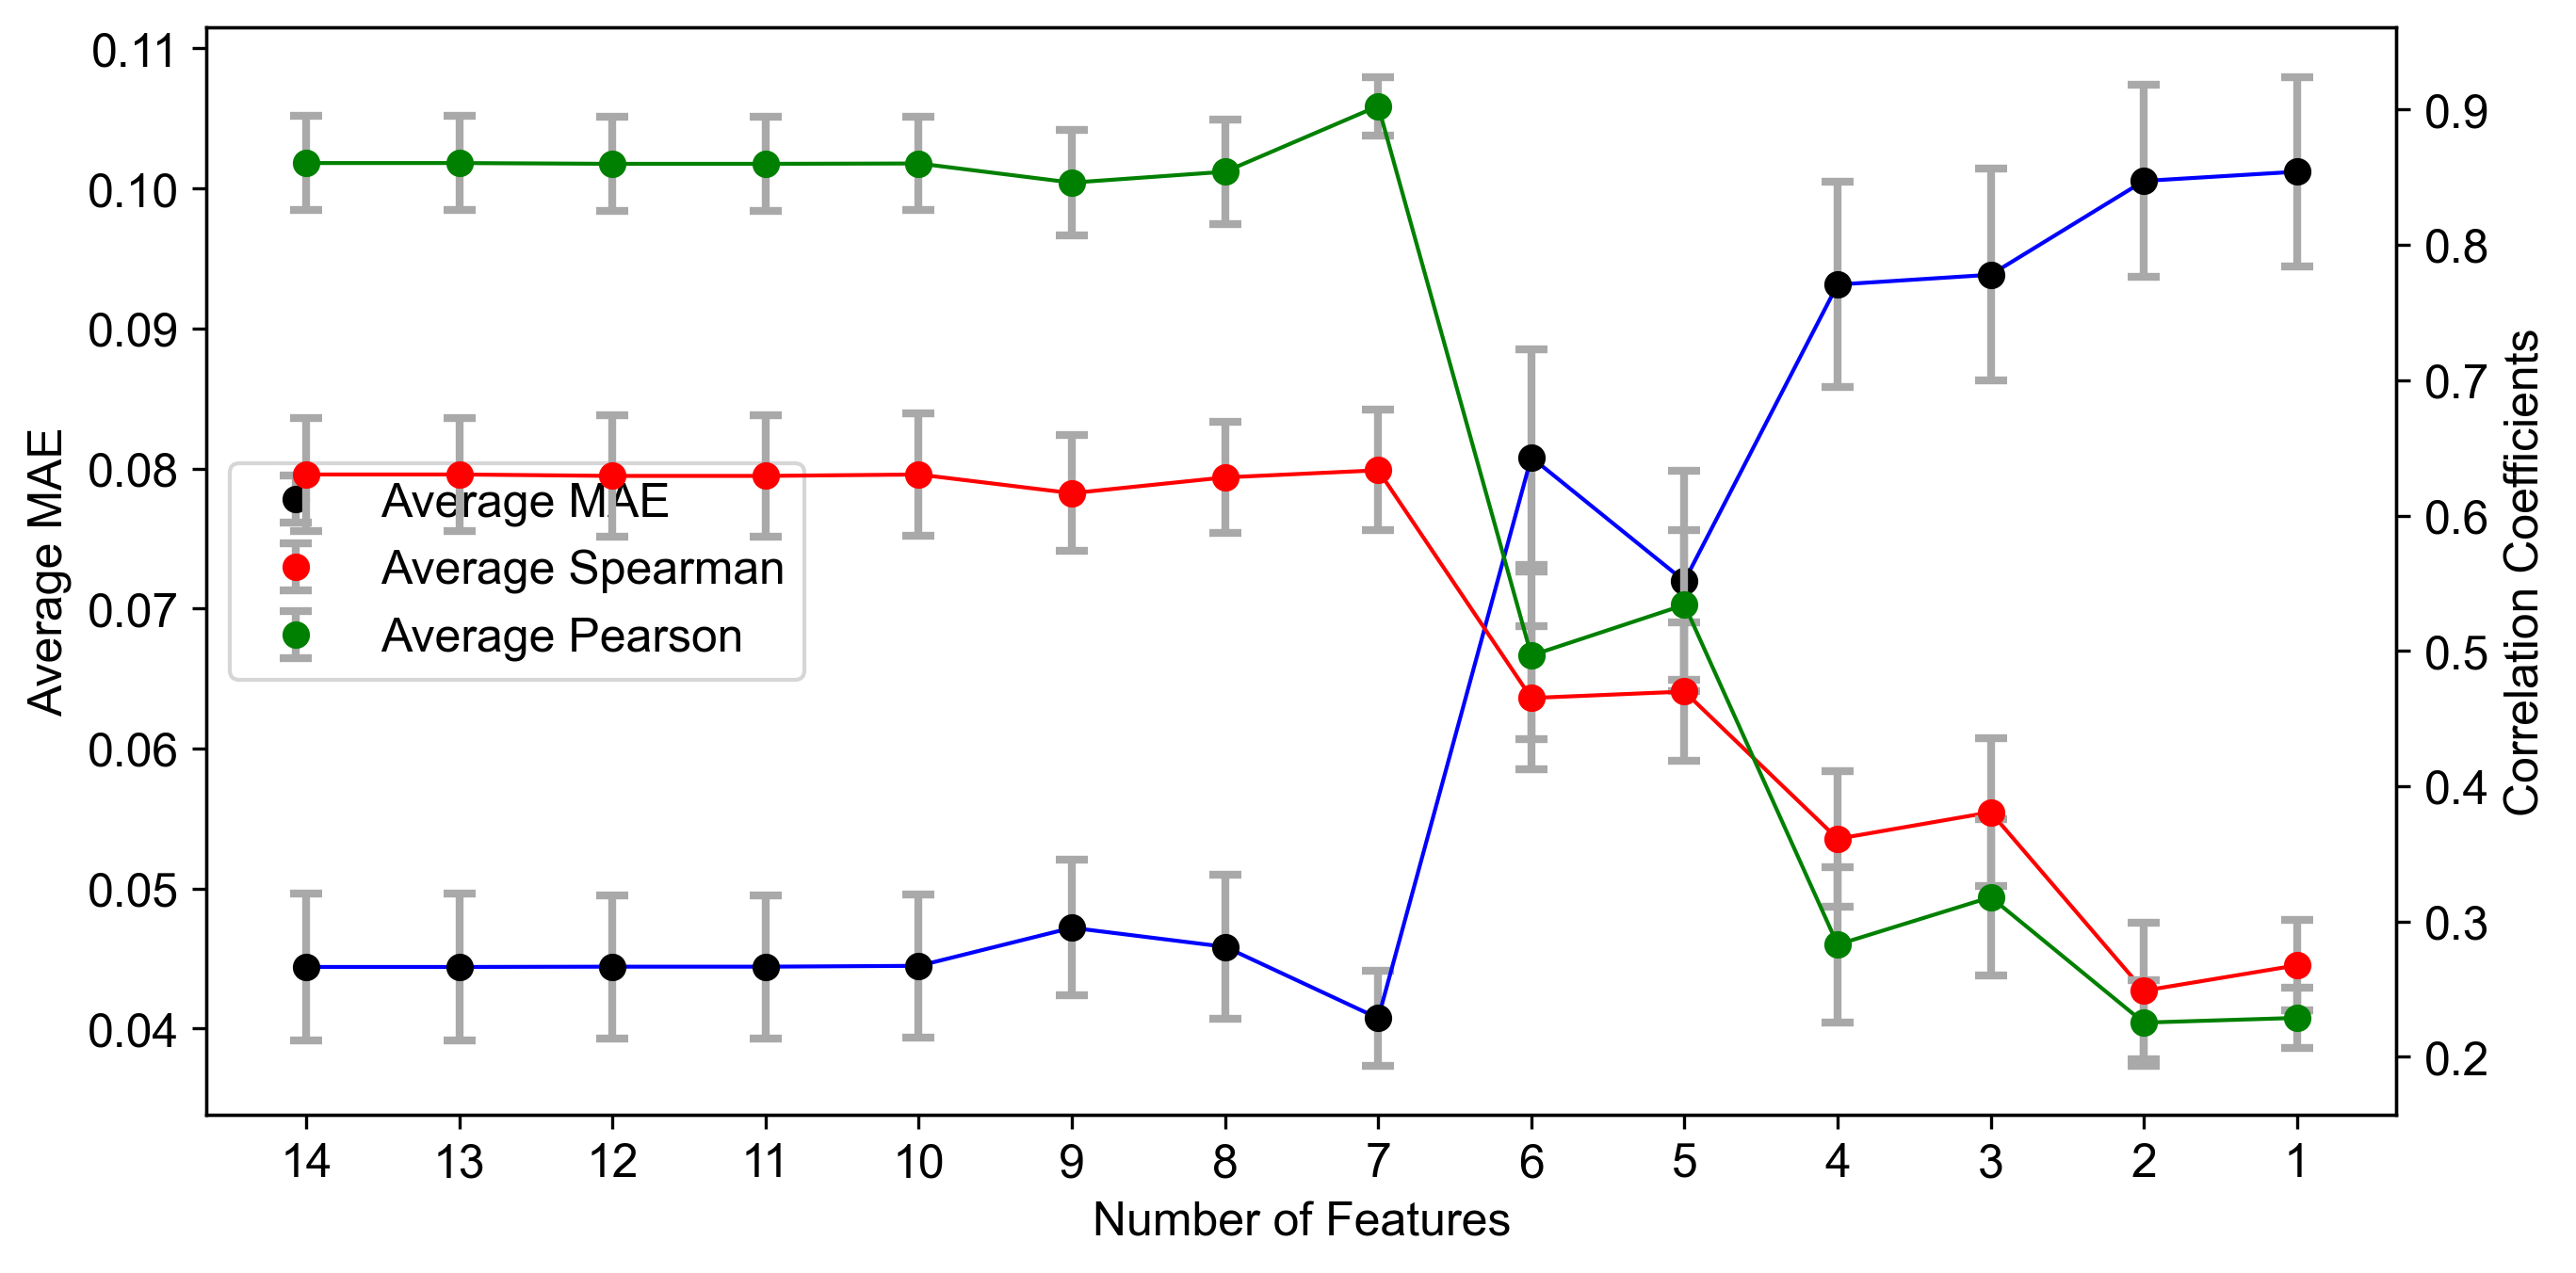 0.11
0.10
0.09
0.08
0.07
0.06
0.05
0.04
Average MAE
Average MAE
Average Spearman
Average Pearson
0.9
0.8
0.7
0.6
0.5
0.4
0.3
0.2
Correlation Coefficients
14 13 12 11 10 9 8 7 6 5 4 3 2 1
Number of Features